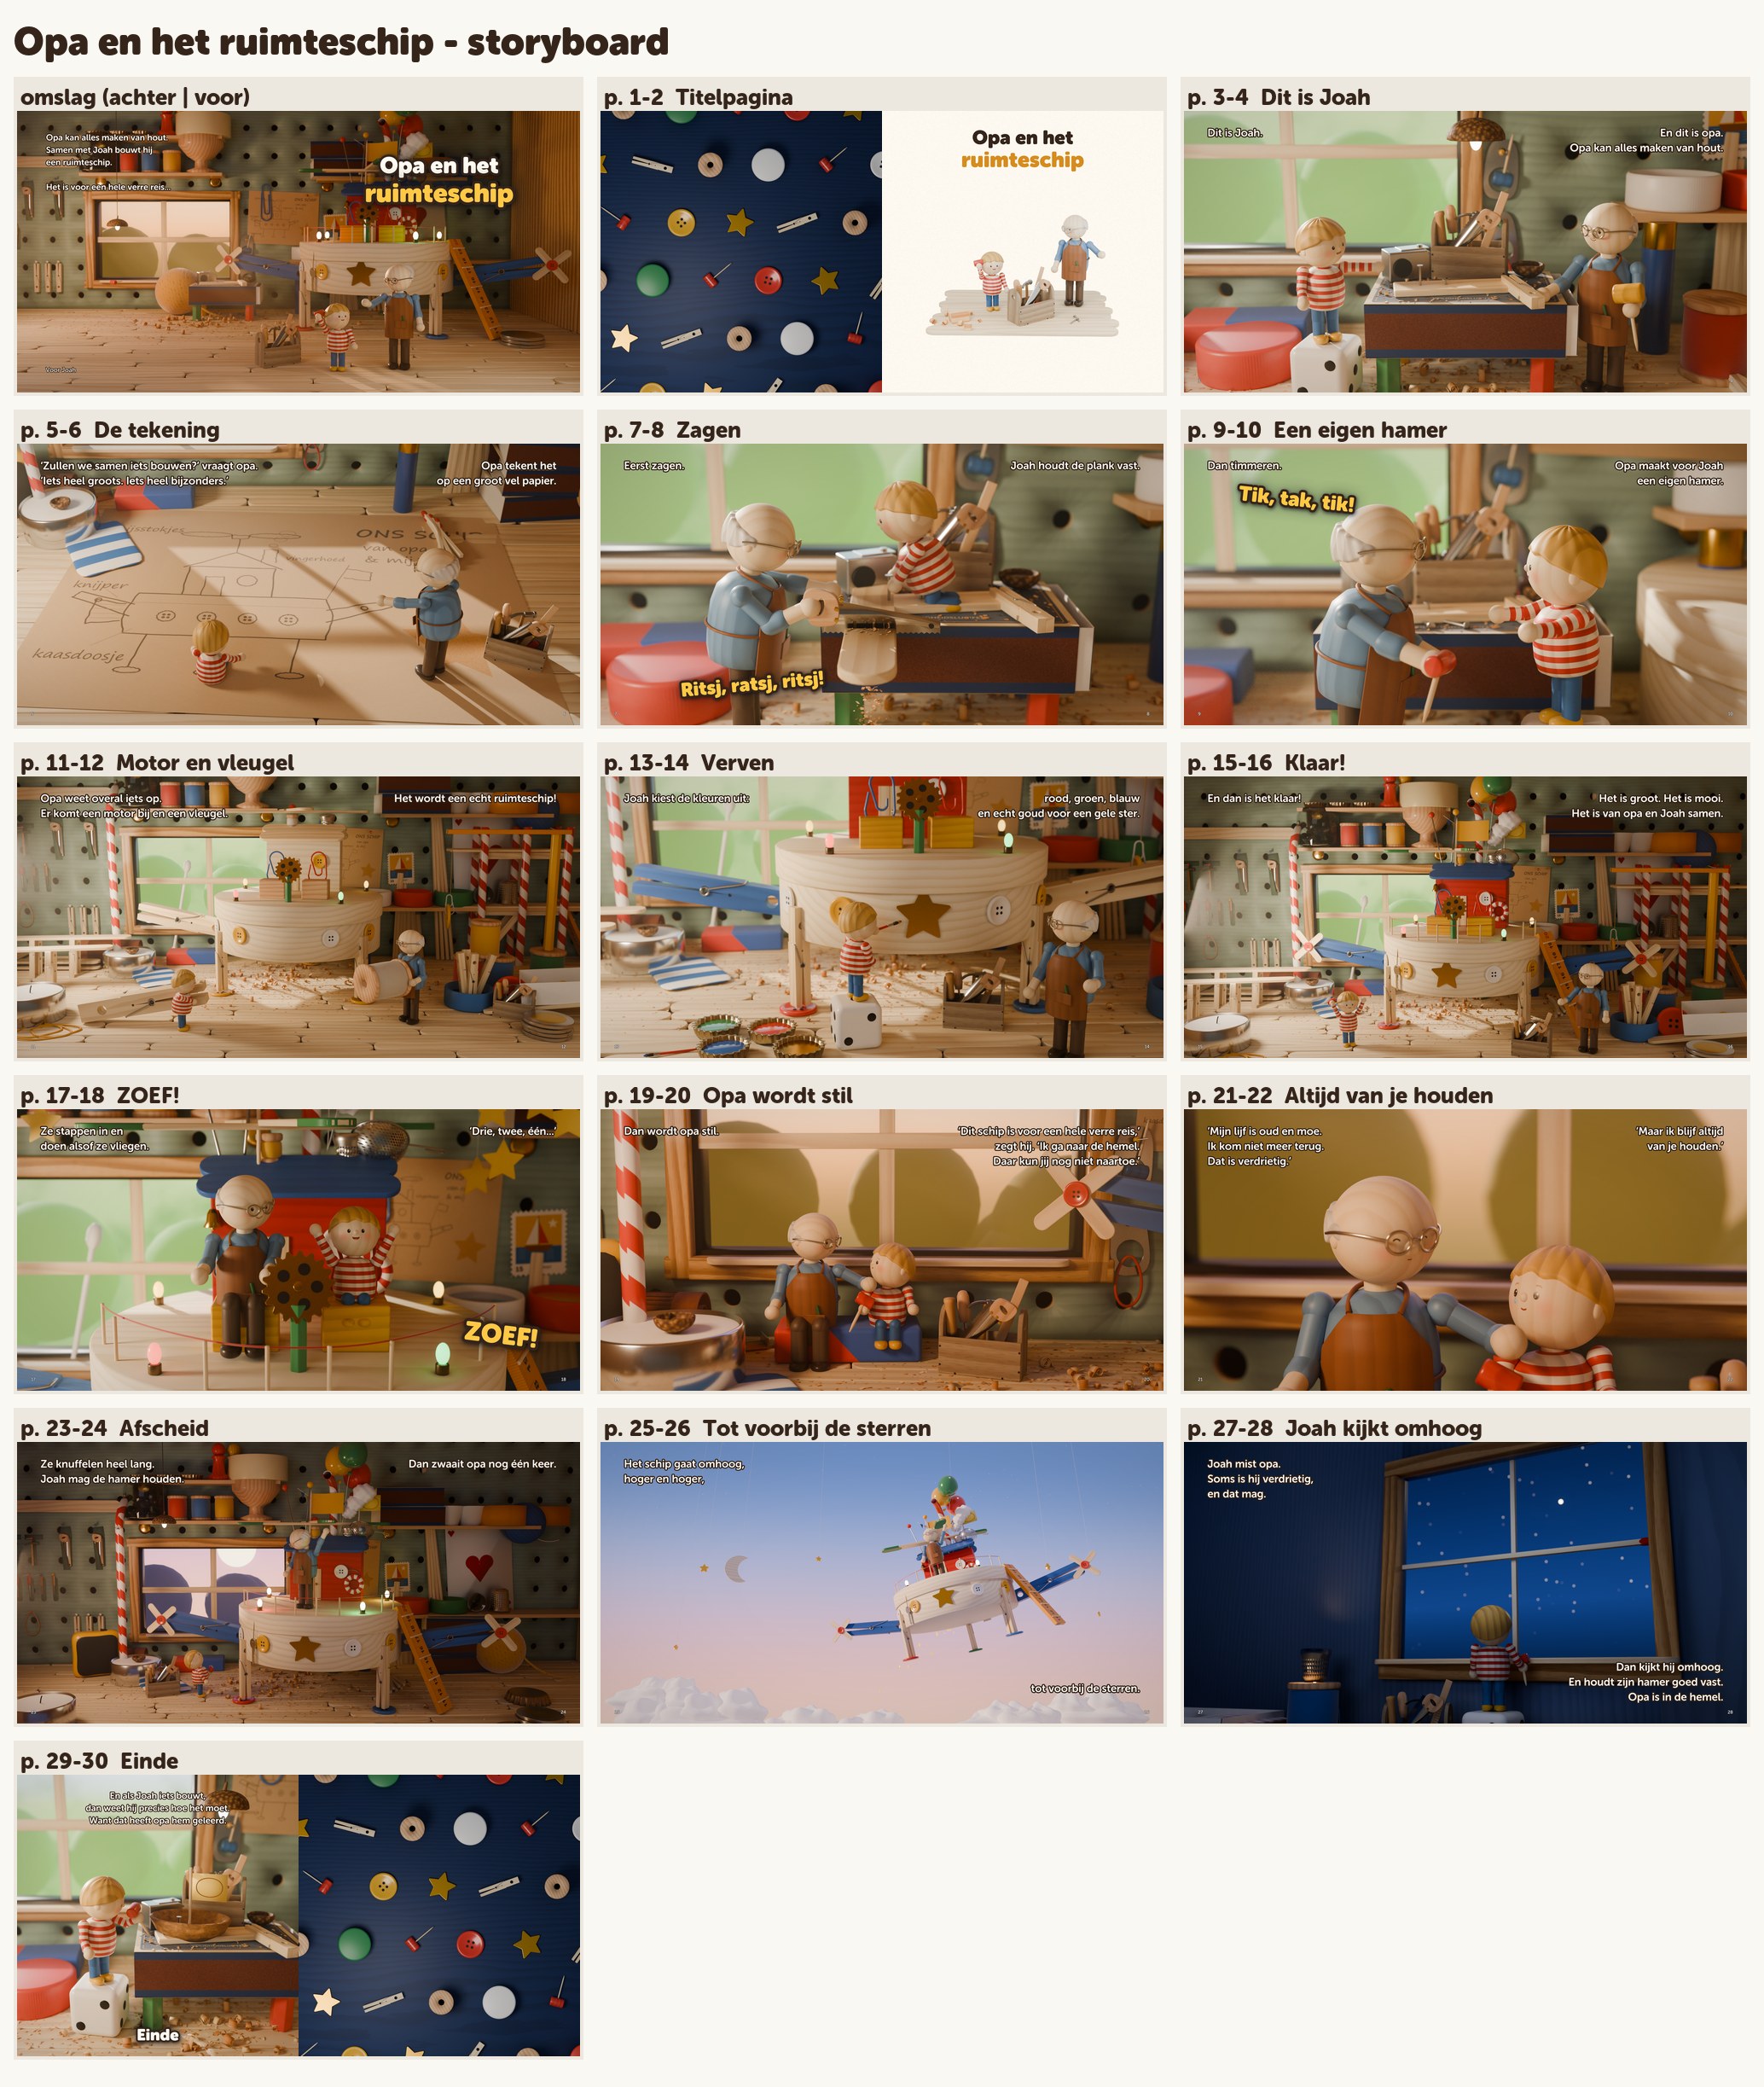 Opa en het ruimteschip - storyboard
omslag (achter | voor)
Opa kan alles maken van hout.
Samen met Joah bouwt hij
een ruimteschip.
Het is voor een hele verre reis...
Opa en het
ruimteschip
Voor Joah
p. 1-2 Titelpagina
Opa en het
ruimteschip
p. 3-4 Dit is Joah
Dit is Joah.
En dit is opa.
Opa kan alles maken van hout.
p. 5-6 De tekening
'Zullen we samen iets bouwen?' vraagt opa.
'Iets heel groots. Iets heel bijzonders.'
Opa tekent het
op een groot vel papier.
ONS
van opa
&
knijper
kaasdoosje
p. 7-8 Zagen
Eerst zagen.
Joah houdt de plank vast.
Ritsj, ratsj, ritsj!
p. 9-10 Een eigen hamer
Dan timmeren.
Tik, tak, tik!
Opa maakt voor Joah
een eigen hamer.
p. 11-12 Motor en vleugel
Opa weet overal iets op.
Er komt een motor bij en een vleugel.
Het wordt een echt ruimteschip!
p. 13-14 Verven
Joah kiest de kleuren uit:
rood, groen, blauw
en echt goud voor een gele ster.
p. 15-16 Klaar!
En dan is het klaar!
Het is groot. Het is mooi.
Het is van opa en Joah samen.
p. 17-18 ZOEF!
Ze stappen in en
doen alsof ze vliegen.
'Drie, twee, één...'
ZOEF!
p. 19-20 Opa wordt stil
Dan wordt opa stil.
'Dit schip is voor een hele verre reis,'
zegt hij. 'Ik ga naar de hemel.
Daar kun jij nog niet naartoe.'
p. 21-22 Altijd van je houden
'Mijn lijf is oud en moe.
Ik kom niet meer terug.
Dat is verdrietig.'
'Maar ik blijf altijd
van je houden.'
p. 23-24 Afscheid
Ze knuffelen heel lang.
Joah mag de hamer houden.
Dan zwaait opa nog één keer.
p. 25-26 Tot voorbij de sterren
Het schip gaat omhoog,
hoger en hoger,
tot voorbij de sterren.
p. 27-28 Joah kijkt omhoog
Joah mist opa.
Soms is hij verdrietig,
en dat mag.
Dan kijkt hij omhoog.
En houdt zijn hamer goed vast.
Opa is in de hemel.
p. 29-30 Einde
En als Joah iets bouwt,
dan weet hij precies hoe het moet.
Want dat heeft opa hem geleerd.
Einde